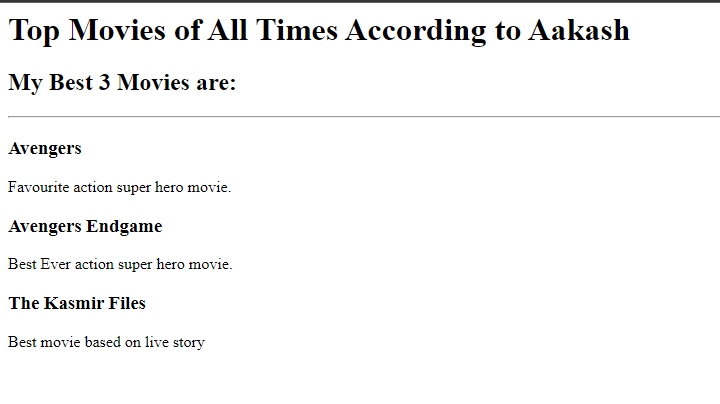 Top Movies of All Times According to Aakash
My Best 3 Movies are:
Avengers
Favourite action super hero movie.
Avengers Endgame
Best Ever action super hero movie.
The Kasmir Files
Best movie based on live story